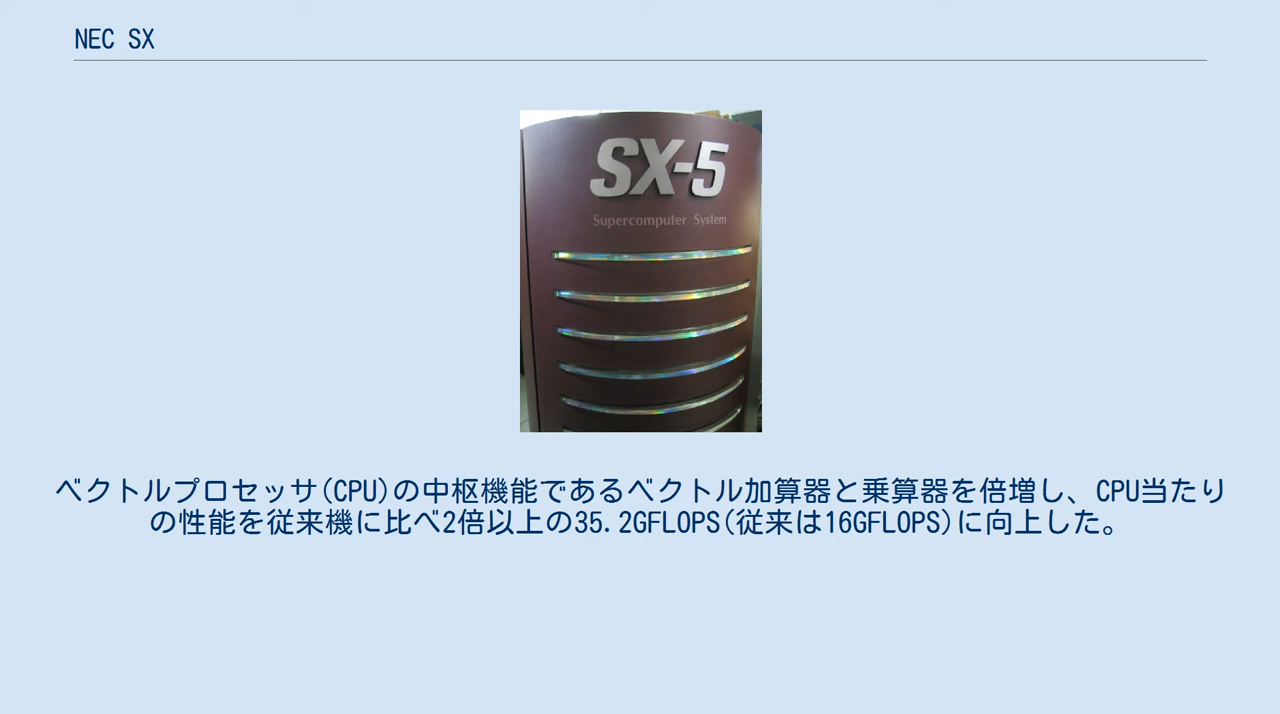 NEC SX
SX-5
Supercomputer System
ベクトルプロセッサ(CPU)の中枢機能であるベクトル加算器と乗算器を倍増し、CPU当たり
の性能を従来機に比べ2倍以上の35.2GFLOPS(従来は16GFLOPS)に向上した。